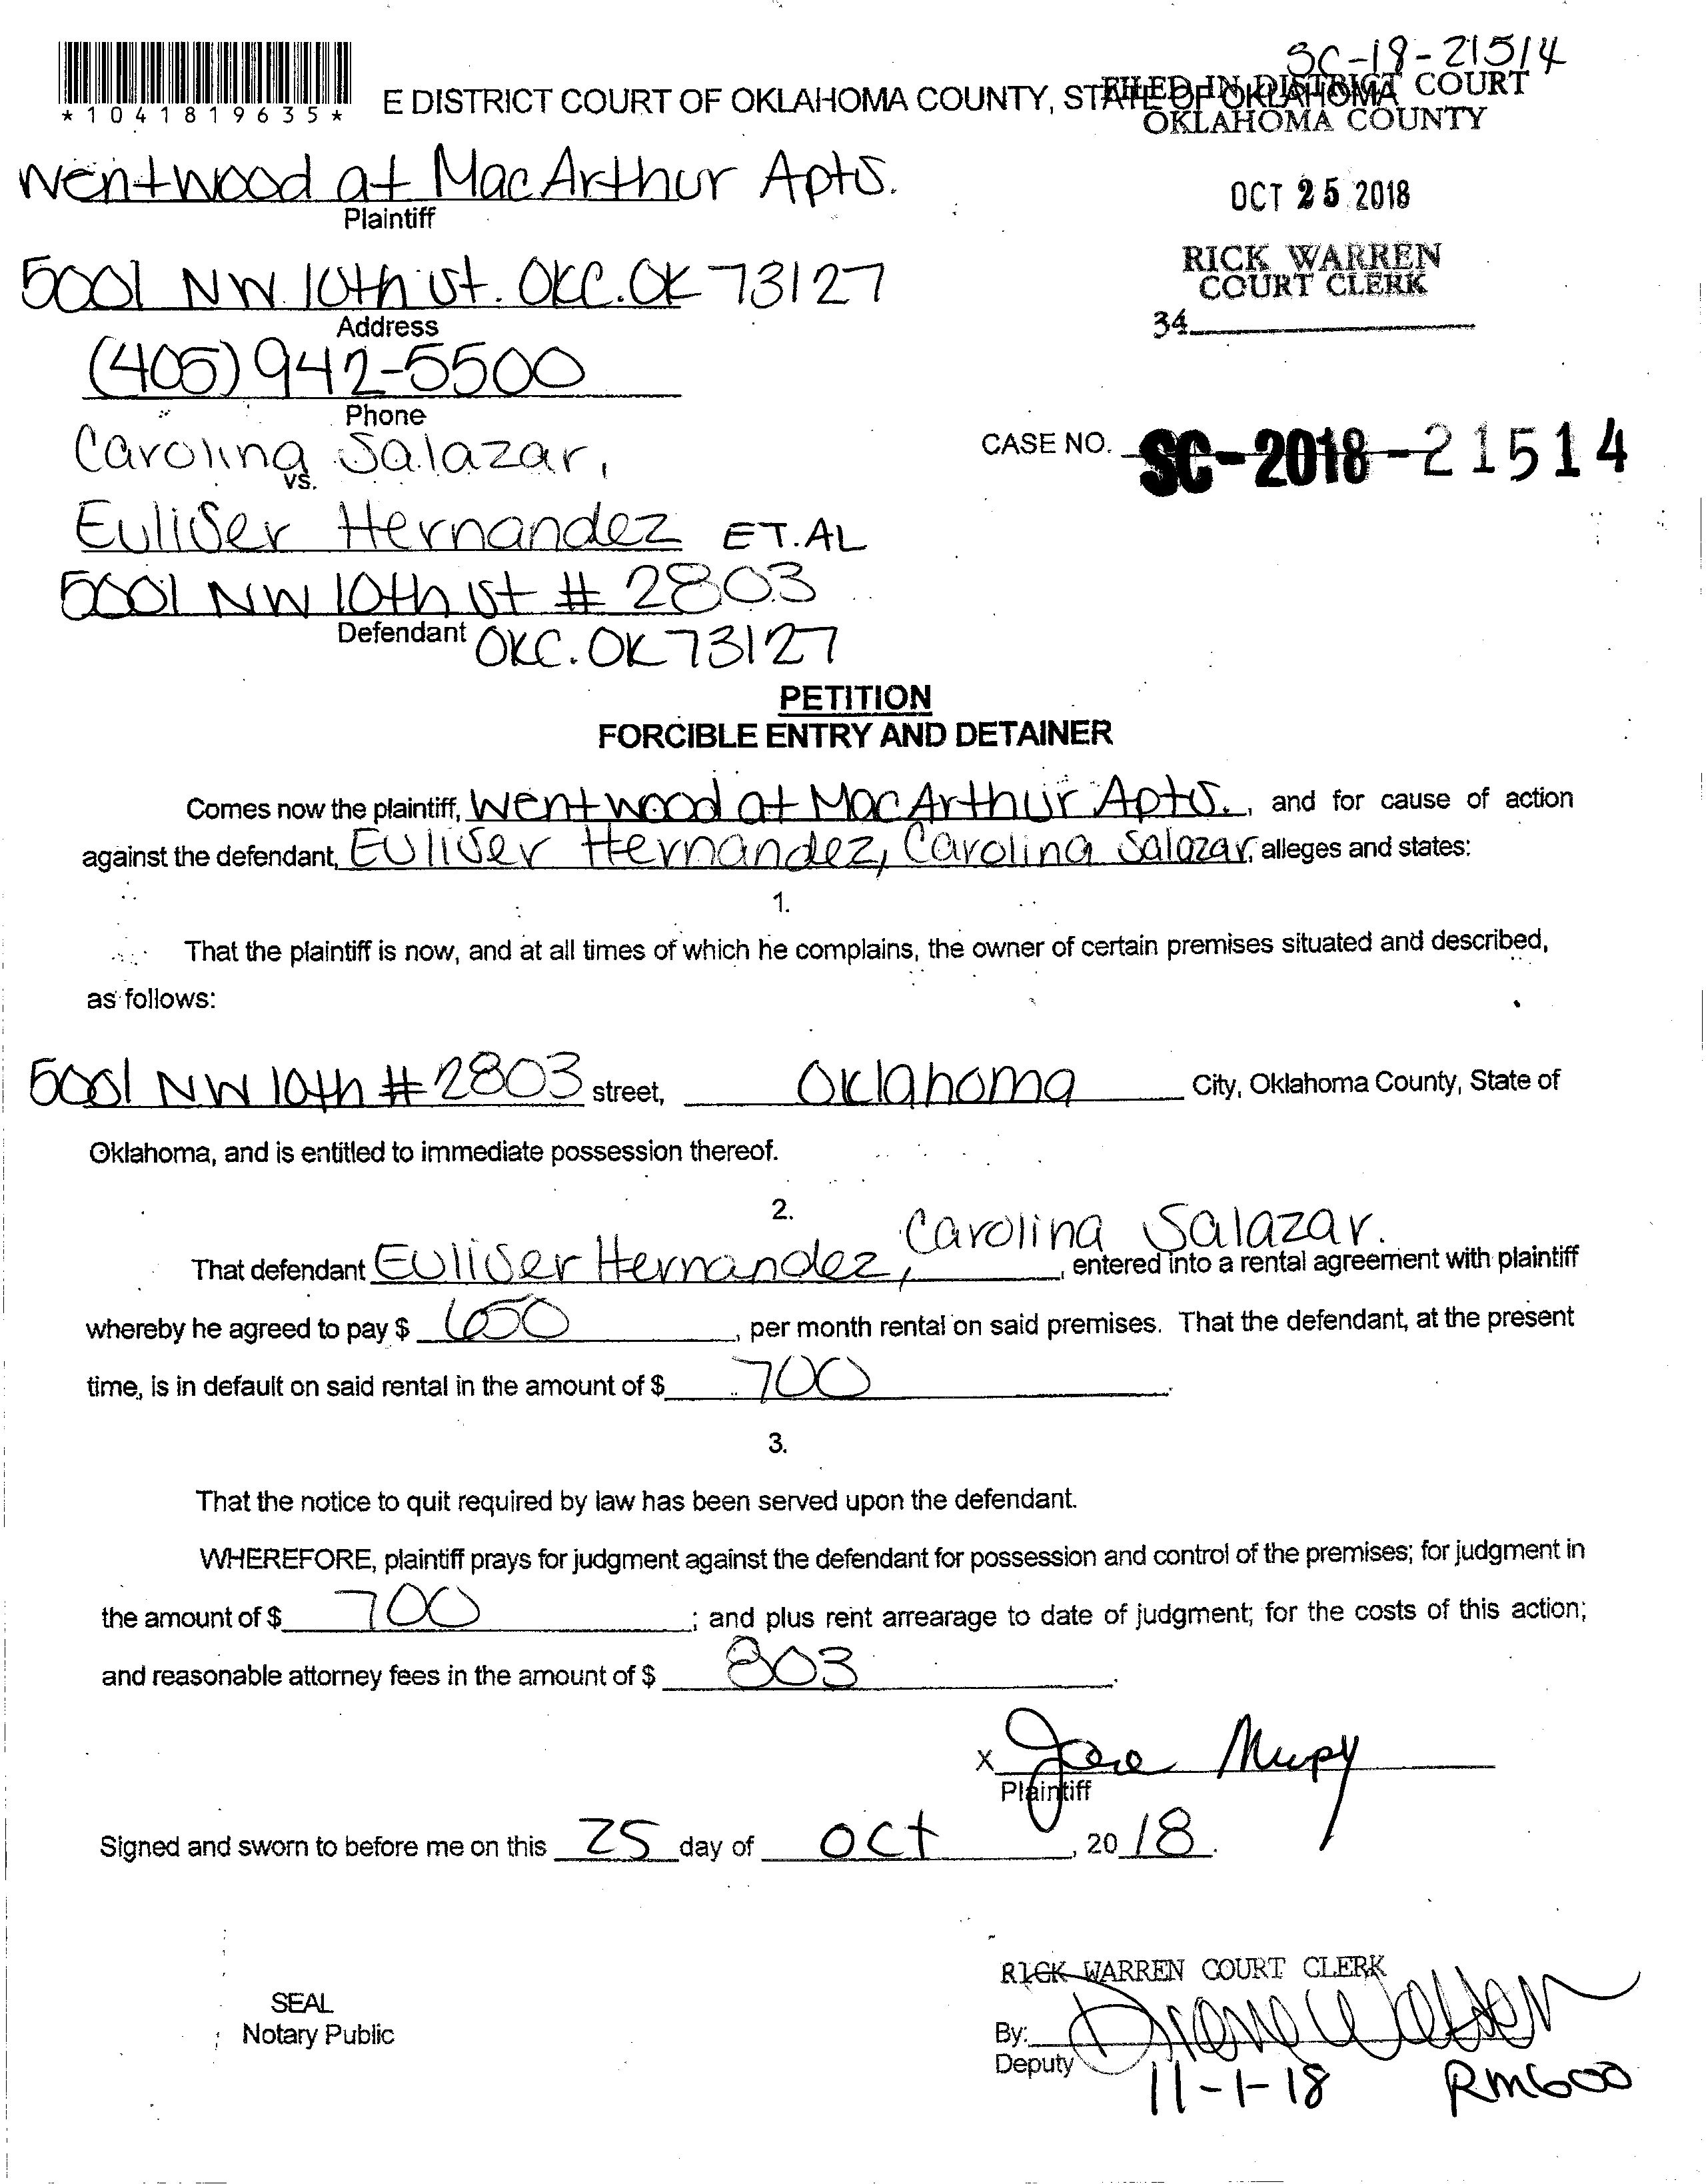 SC-18-21514
*1041819635*
E DISTRICT COURT OF OKLAHOMA COUNTY, STATE OF OKLAHOMA
FILED IN DISTRICT COURT
OKLAHOMA COUNTY
Wentwood at MacArthur Apts.
Plaintiff
OCT 25 2018
5001 NW 10th st. OKC. OK 73127
Address
RICK WARREN
COURT CLERK
34
(405) 942-5500
Phone
Carolina Salazar,
vs.
CASE NO. SC-2018-21514
Euliser Hernandez ET.AL
5001 NW 10th st # 2803
Defendant OKC. OK 73127
PETITION
FORCIBLE ENTRY AND DETAINER
Comes now the plaintiff, Wentwood at MacArthur Apts., and for cause of action
against the defendant, Euliser Hernandez, Carolina Salazar, alleges and states:
1.
That the plaintiff is now, and at all times of which he complains, the owner of certain premises situated and described,
as follows:
5001 NW 10th # 2803 street, Oklahoma City, Oklahoma County, State of
Oklahoma, and is entitled to immediate possession thereof.
2.
That defendant Euliser Hernandez, Carolina Salazar. , entered into a rental agreement with plaintiff
whereby he agreed to pay $ 650 , per month rental on said premises. That the defendant, at the present
time, is in default on said rental in the amount of $ 700 .
3.
That the notice to quit required by law has been served upon the defendant.
WHEREFORE, plaintiff prays for judgment against the defendant for possession and control of the premises; for judgment in
the amount of $ 700 ; and plus rent arrearage to date of judgment; for the costs of this action;
and reasonable attorney fees in the amount of $ 803 .
X
Plaintiff
Signed and sworn to before me on this 25 day of Oct , 20 18 .
RICK WARREN COURT CLERK
SEAL
Notary Public
By:
Deputy
11-1-18 Rm600